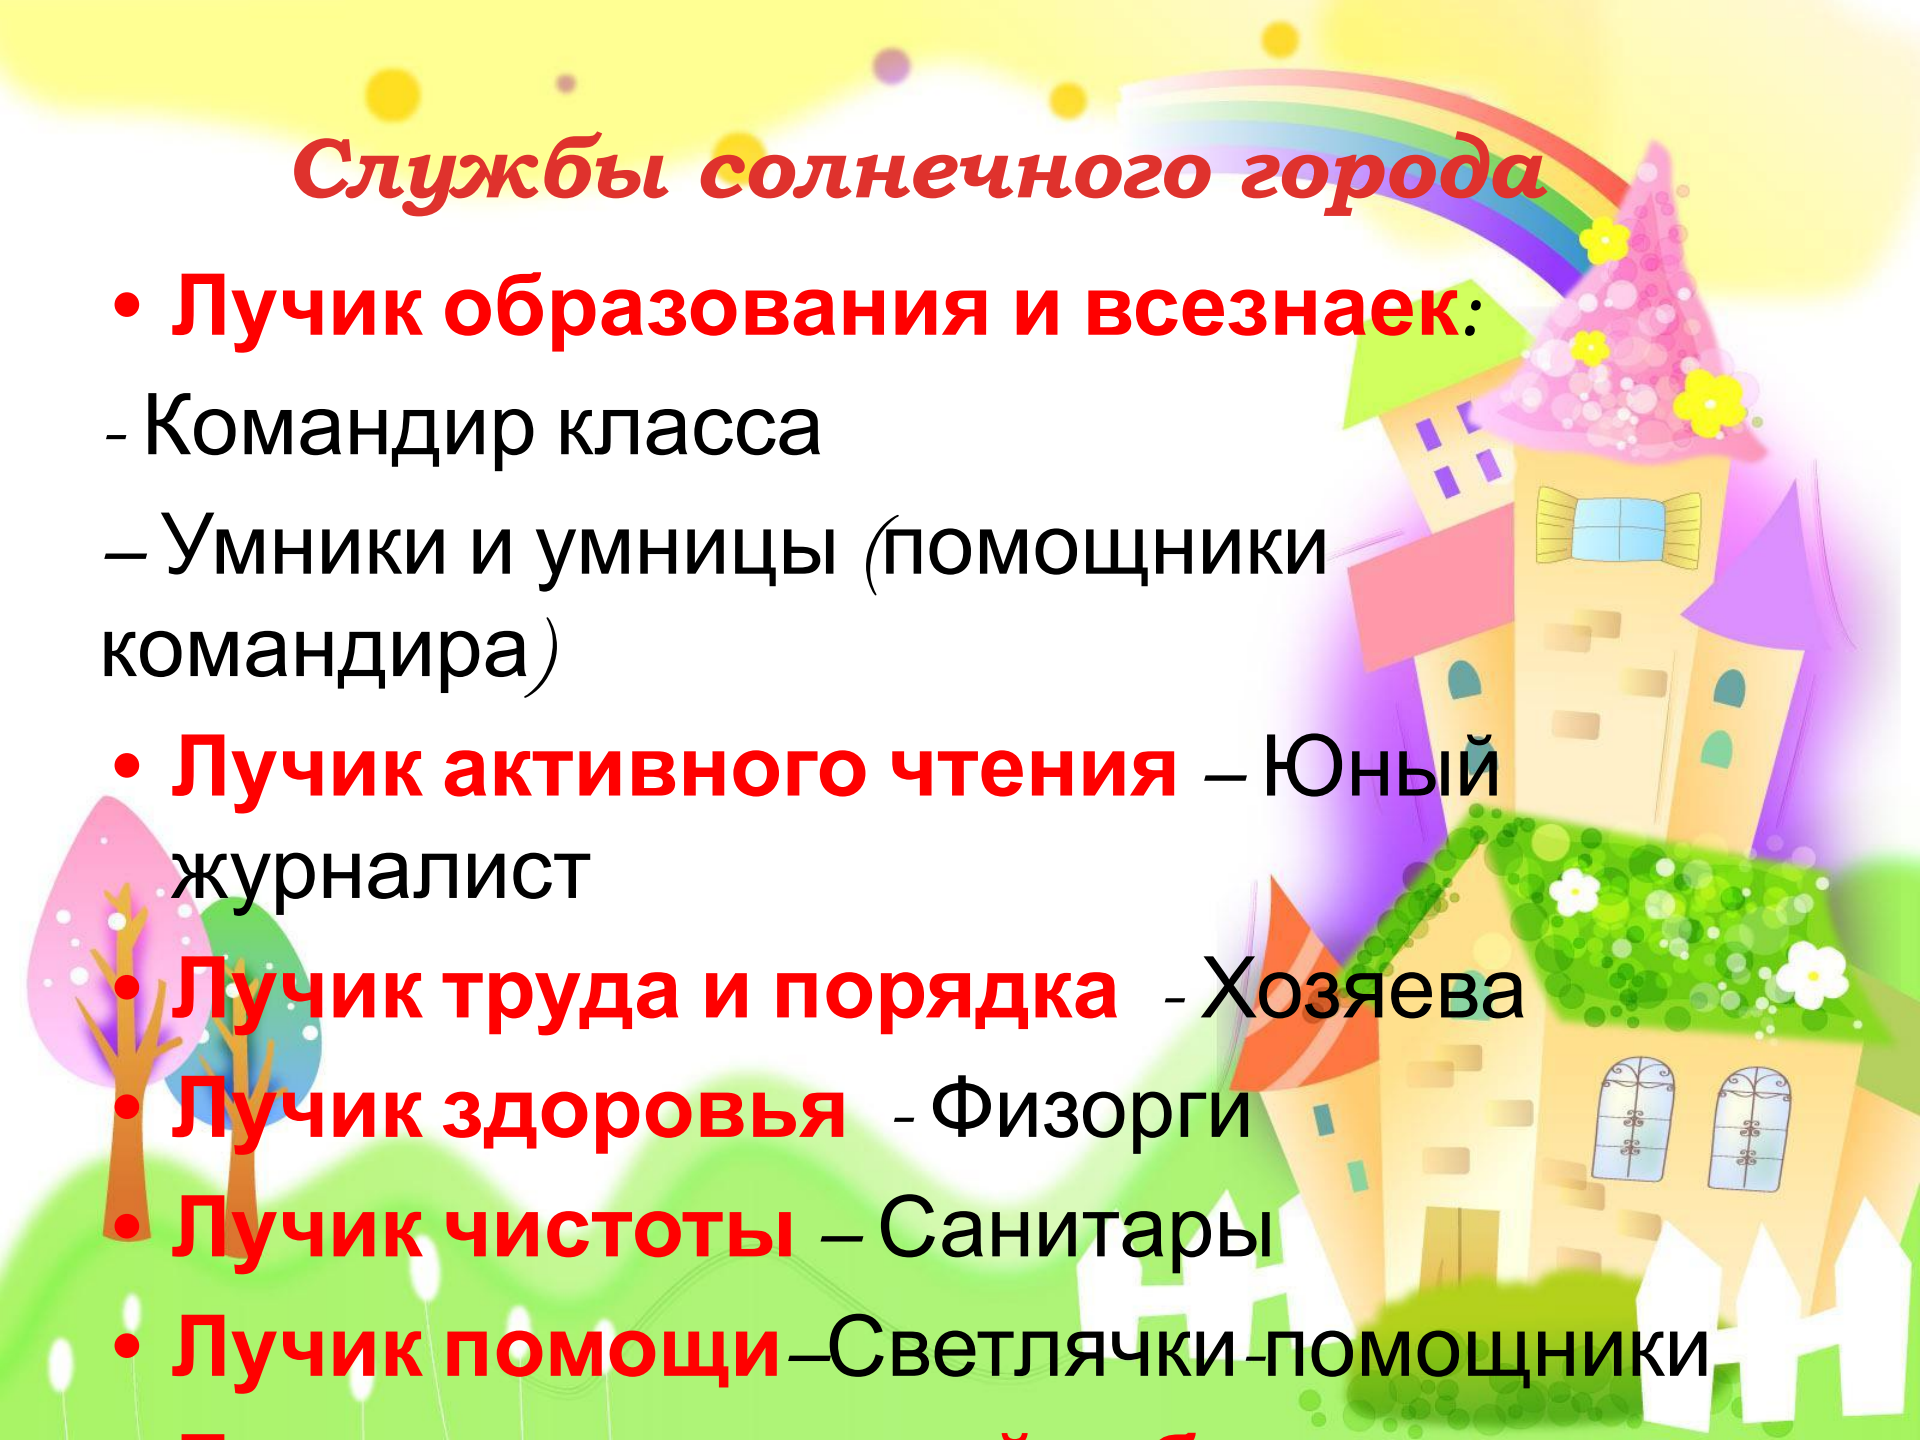 Службы солнечного города
• Лучик образования и всезнаек:
- Командир класса
– Умники и умницы (помощники
командира)
• Лучик активного чтения – Юный
журналист
• Лучик труда и порядка - Хозяева
• Лучик здоровья - Физорги
• Лучик чистоты – Санитары
• Лучик помощи–Светлячки-помощники